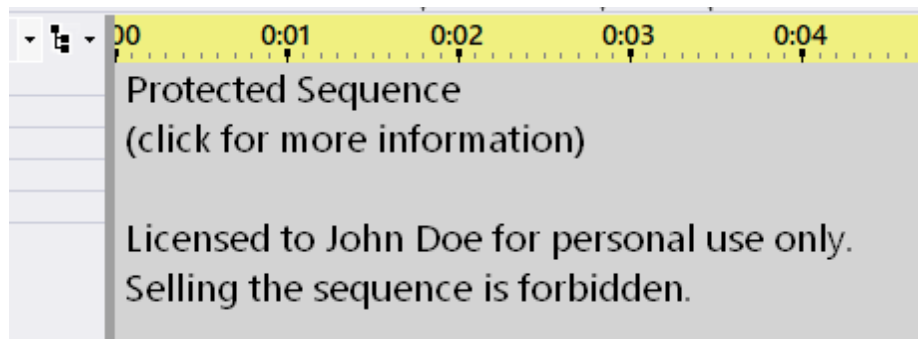 00 0:01 0:02 0:03 0:04
Protected Sequence
(click for more information)
Licensed to John Doe for personal use only.
Selling the sequence is forbidden.